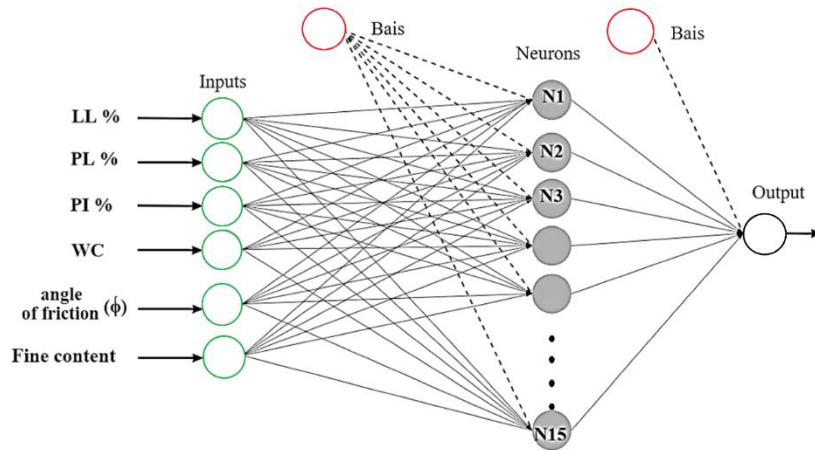 Bais
Bais
Neurons
Inputs
N1
LL %
N2
PL %
N3
PI %
Output
WC
angle
of friction (ϕ)
Fine content
N15